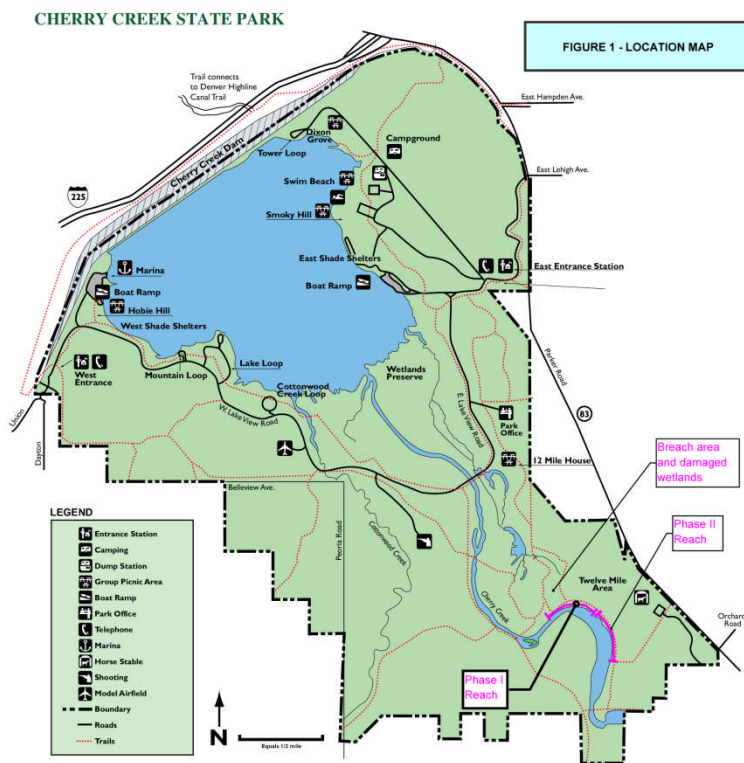 CHERRY CREEK STATE PARK
FIGURE 1 - LOCATION MAP
Trail connects
to Denver Highline
Canal Trail
East Hampden Ave.
Dixon
Grove
Tower Loop
Campground
Cherry Creek Dam
East Lehigh Ave.
225
Swim Beach
Smoky Hill
East Shade Shelters
East Entrance Station
Marina
Boat Ramp
Boat Ramp
Hobie Hill
West Shade Shelters
Parker Road
Lake Loop
Wetlands
Preserve
West
Entrance
Mountain Loop
Cottonwood
Creek Loop
E. Lake View Road
W. Lake View Road
Union
Dayton
83
Park
Office
12 Mile House
Breach area
and damaged
wetlands
Belleview Ave.
Peoria Road
Cottonwood Creek
Phase II
Reach
Twelve Mile
Area
Cherry Creek
Orchard
Road
Phase I
Reach
LEGEND
Entrance Station
Camping
Dump Station
Group Picnic Area
Boat Ramp
Park Office
Telephone
Marina
Horse Stable
Shooting
Model Airfield
Boundary
Roads
Trails
N
Equals 1/2 mile